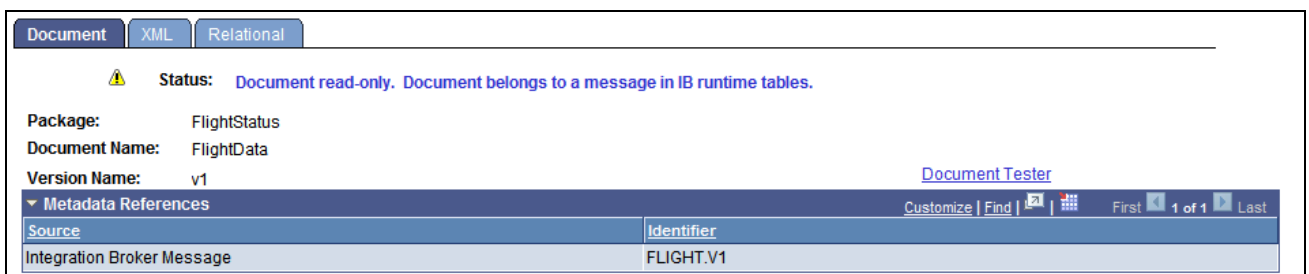 Document XML Relational
Status: Document read-only. Document belongs to a message in IB runtime tables.
Package: FlightStatus
Document Name: FlightData
Version Name: v1 Document Tester
Metadata References Customize | Find | | First 1 of 1 Last
Source Identifier
Integration Broker Message FLIGHT.V1